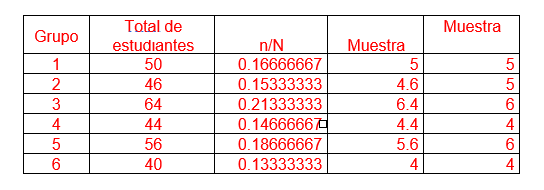 Grupo Total de estudiantes n/N Muestra Muestra
1 50 0.16666667 5 5
2 46 0.15333333 4.6 5
3 64 0.21333333 6.4 6
4 44 0.14666667 4.4 4
5 56 0.18666667 5.6 6
6 40 0.13333333 4 4